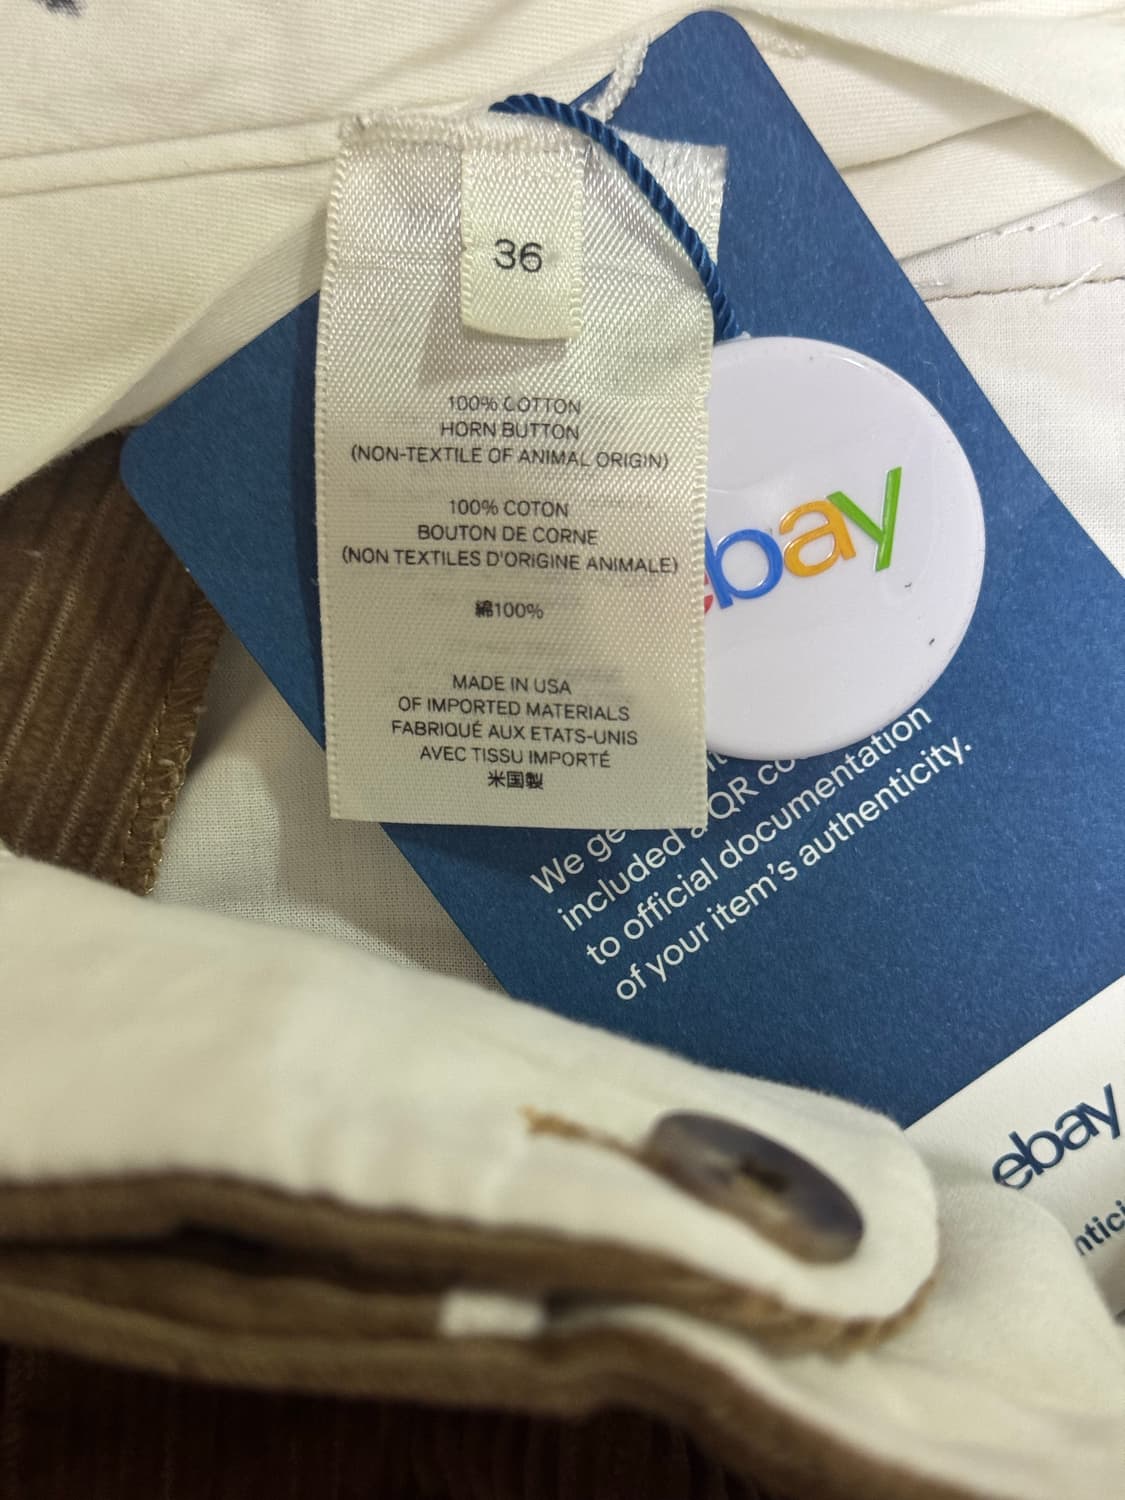 36
100% COTTON
HORN BUTTON
(NON-TEXTILE OF ANIMAL ORIGIN)
100% COTON
BOUTON DE CORNE
(NON TEXTILES D'ORIGINE ANIMALE)
綿100%
MADE IN USA
OF IMPORTED MATERIALS
FABRIQUÉ AUX ETATS-UNIS
AVEC TISSU IMPORTÉ
米国製
ebay
We
included a QR
to official documentation
of your item's authenticity.
ebay